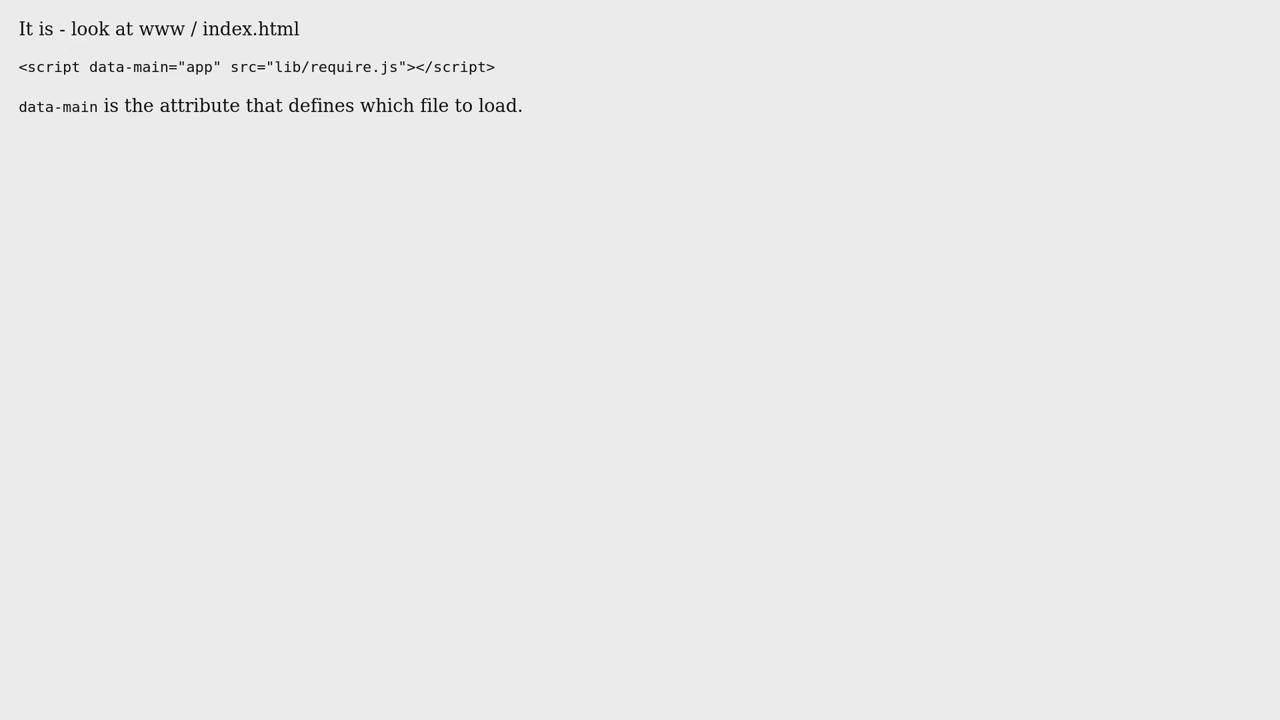 It is - look at www / index.html
<script data-main="app" src="lib/require.js"></script>
data-main is the attribute that defines which file to load.